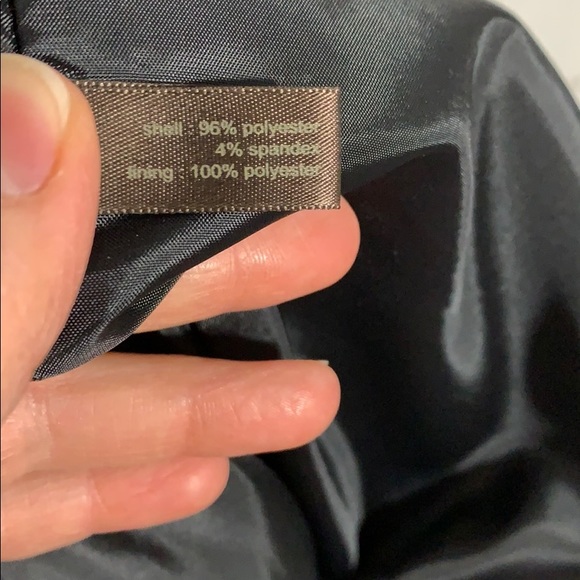 shell : 96% polyester
4% spandex
lining : 100% polyester